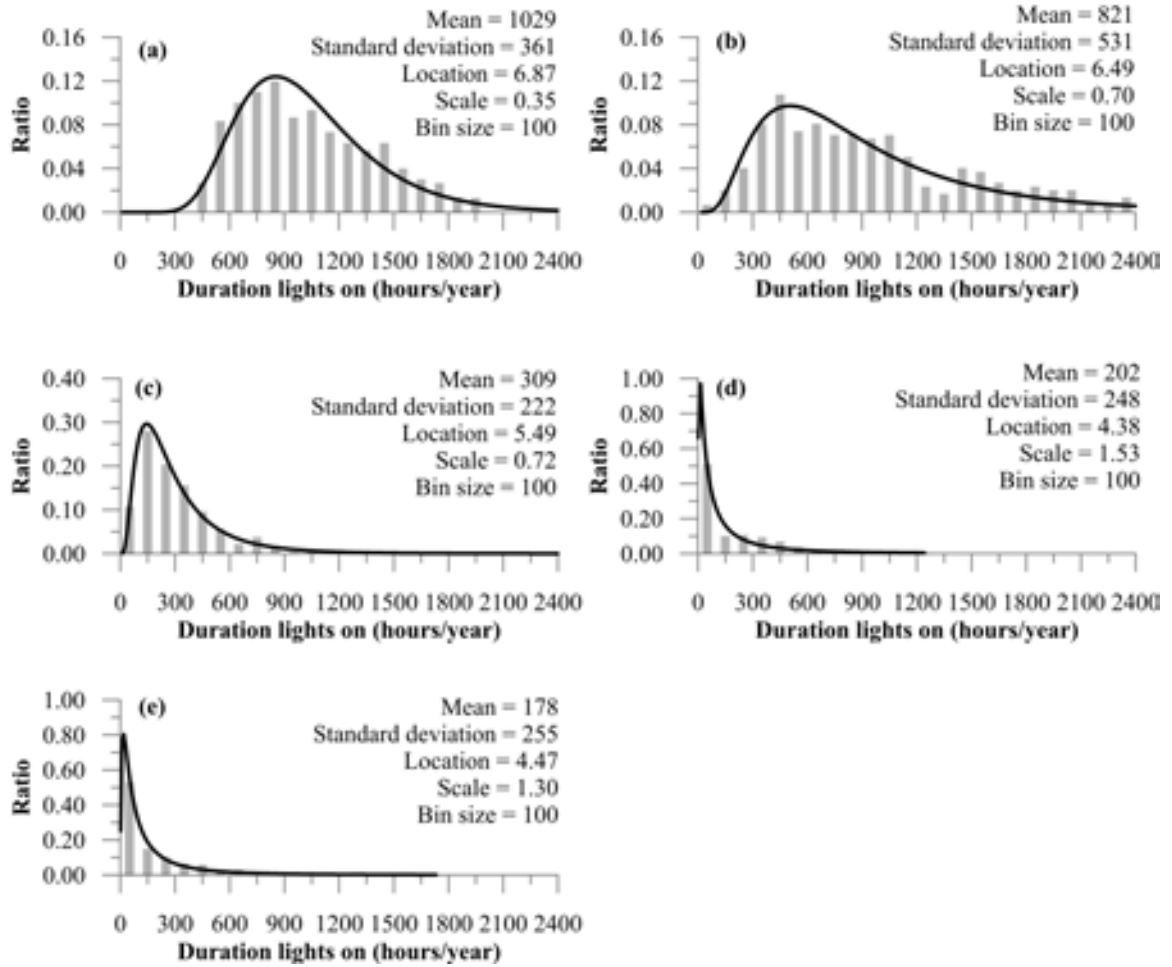 (a)
Mean = 1029
Standard deviation = 361
Location = 6.87
Scale = 0.35
Bin size = 100
0.16
0.12
0.08
0.04
0.00
Ratio
0 300 600 900 1200 1500 1800 2100 2400
Duration lights on (hours/year)
(b)
Mean = 821
Standard deviation = 531
Location = 6.49
Scale = 0.70
Bin size = 100
0.16
0.12
0.08
0.04
0.00
Ratio
0 300 600 900 1200 1500 1800 2100 2400
Duration lights on (hours/year)
(c)
Mean = 309
Standard deviation = 222
Location = 5.49
Scale = 0.72
Bin size = 100
0.40
0.30
0.20
0.10
0.00
Ratio
0 300 600 900 1200 1500 1800 2100 2400
Duration lights on (hours/year)
(d)
Mean = 202
Standard deviation = 248
Location = 4.38
Scale = 1.53
Bin size = 100
1.00
0.80
0.60
0.40
0.20
0.00
Ratio
0 300 600 900 1200 1500 1800 2100 2400
Duration lights on (hours/year)
(e)
Mean = 178
Standard deviation = 255
Location = 4.47
Scale = 1.30
Bin size = 100
1.00
0.80
0.60
0.40
0.20
0.00
Ratio
0 300 600 900 1200 1500 1800 2100 2400
Duration lights on (hours/year)